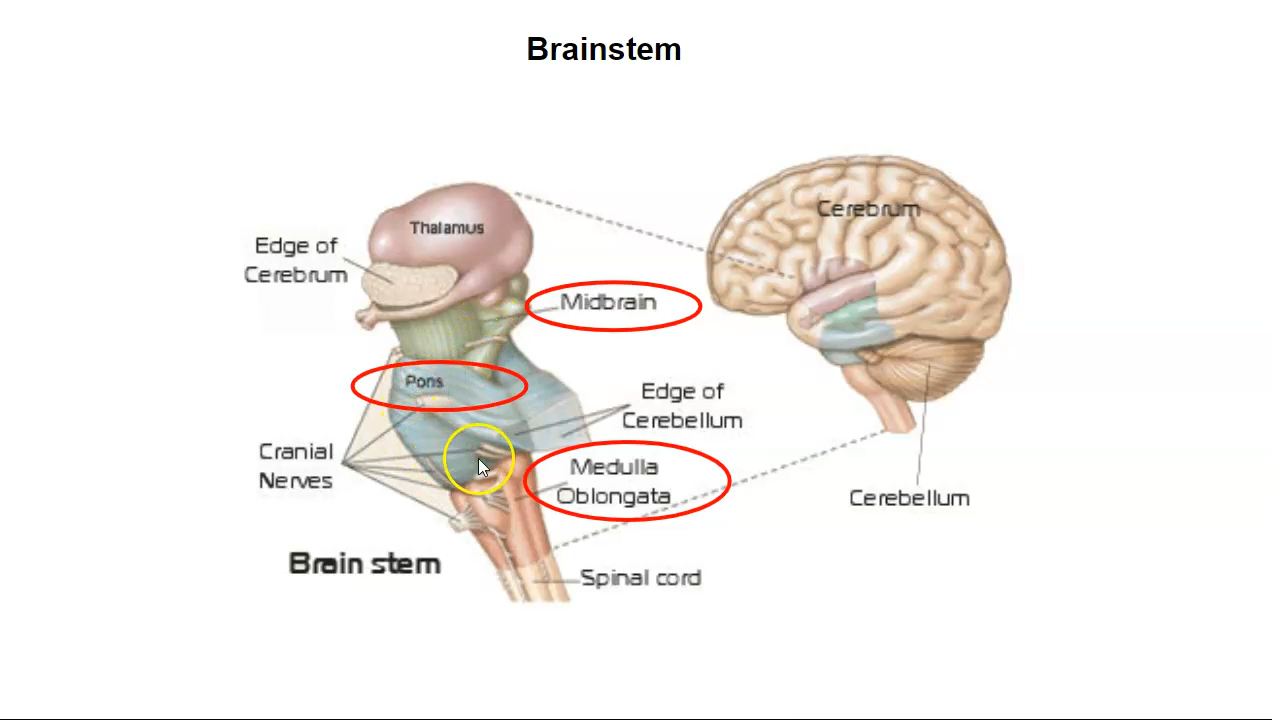 Brainstem
Thalamus
Edge of
Cerebrum
Midbrain
Pons
Edge of
Cerebellum
Cranial
Nerves
Medulla
Oblongata
Brain stem
Spinal cord
Cerebrum
Cerebellum